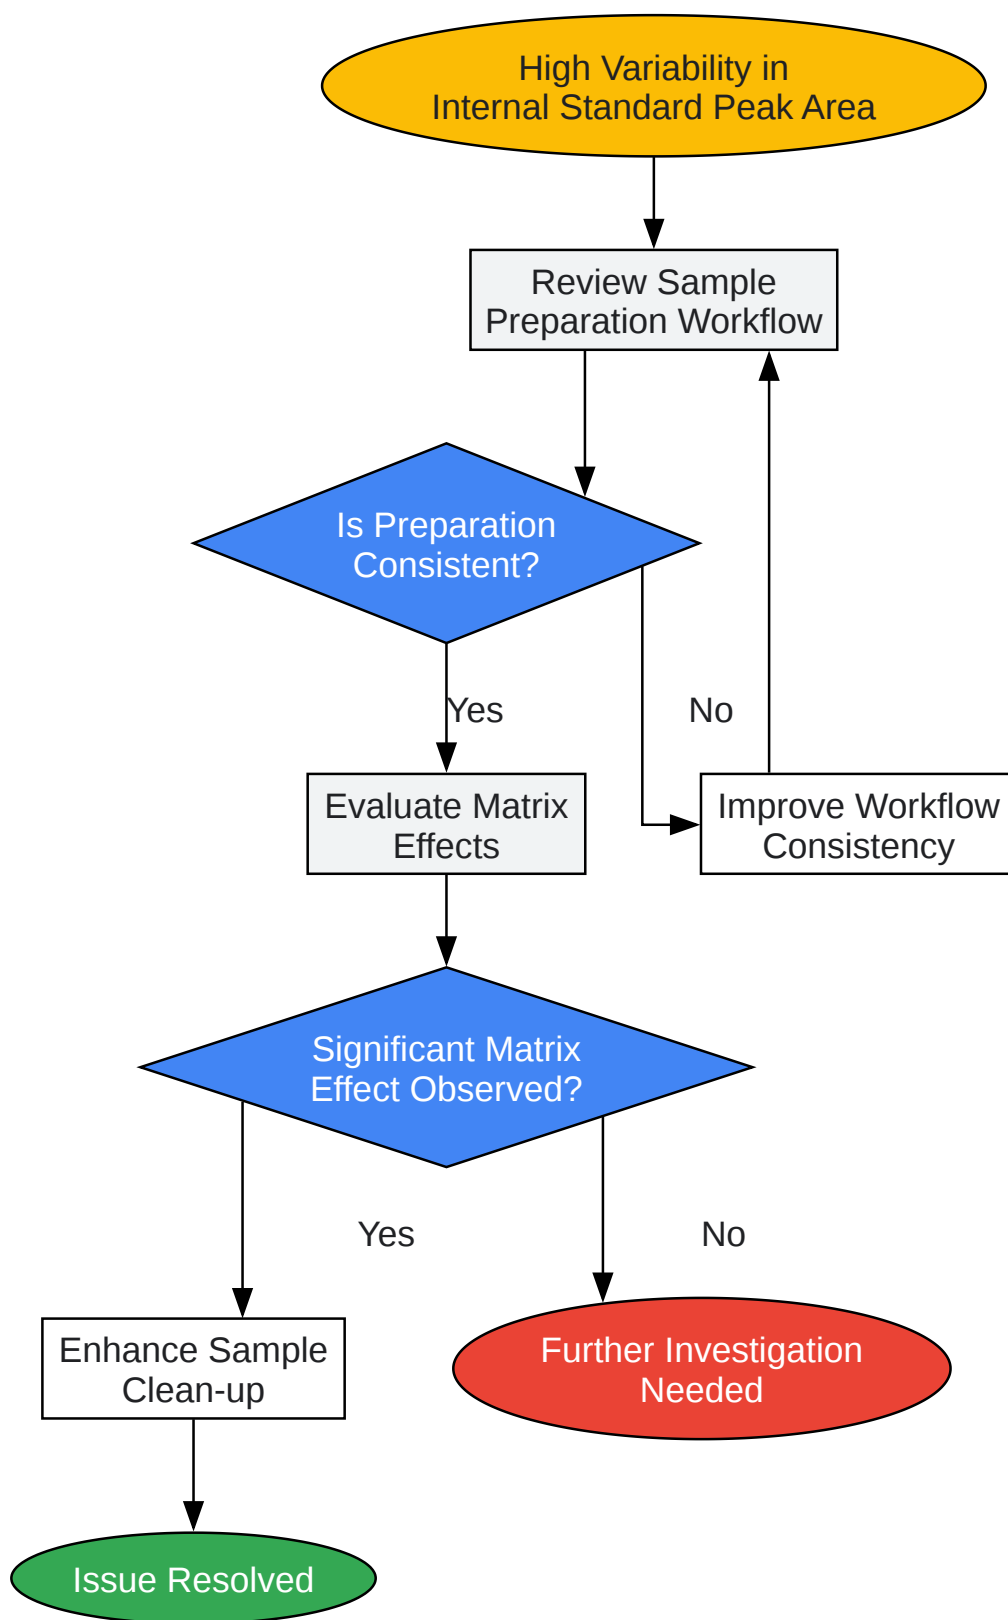 High Variability in
Internal Standard Peak Area
Review Sample
Preparation Workflow
Is Preparation
Consistent?
Yes
No
Evaluate Matrix
Effects
Improve Workflow
Consistency
Significant Matrix
Effect Observed?
Yes
No
Enhance Sample
Clean-up
Further Investigation
Needed
Issue Resolved